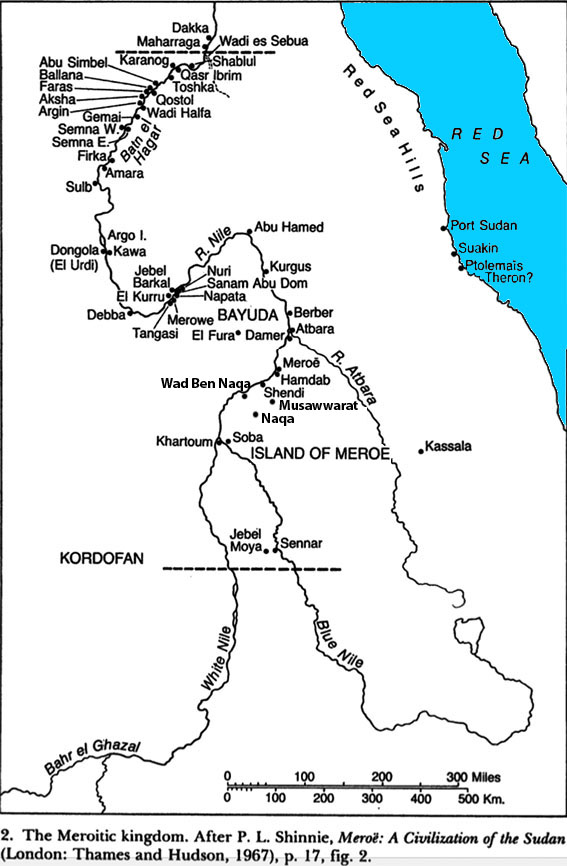 Dakka
Maharraga
Wadi es Sebua
Karanog
Shablul
Abu Simbel
Qasr Ibrim
Ballana
Toshka
Faras
Aksha
Qostol
Argin
Wadi Halfa
Gemai
Semna W.
Semna E.
Batn el
Hagar
Firka
Amara
Sulb
Red Sea Hills
RED
SEA
Port Sudan
Suakin
Ptolemais
Theron?
Argo I.
Dongola
(El Urdi)
Kawa
R. Nile
Abu Hamed
Jebel
Barkal
Nuri
Kurgus
Sanam Abu Dom
El Kurru
Napata
Debba
Merowe
BAYUDA
Berber
Tangasi
El Fura
Damer
Atbara
R. Atbara
Meroē
Hamdab
Wad Ben Naqa
Shendi
Musawwarat
Naqa
Khartoum
Soba
ISLAND OF MEROE
Kassala
Jebel
Moya
Sennar
KORDOFAN
White Nile
Blue Nile
Bahr el Ghazal
0 100 200 300 Miles
0 100 200 300 400 500 Km.
2. The Meroitic kingdom. After P. L. Shinnie, Meroë: A Civilization of the Sudan
(London: Thames and Hudson, 1967), p. 17, fig. 2.